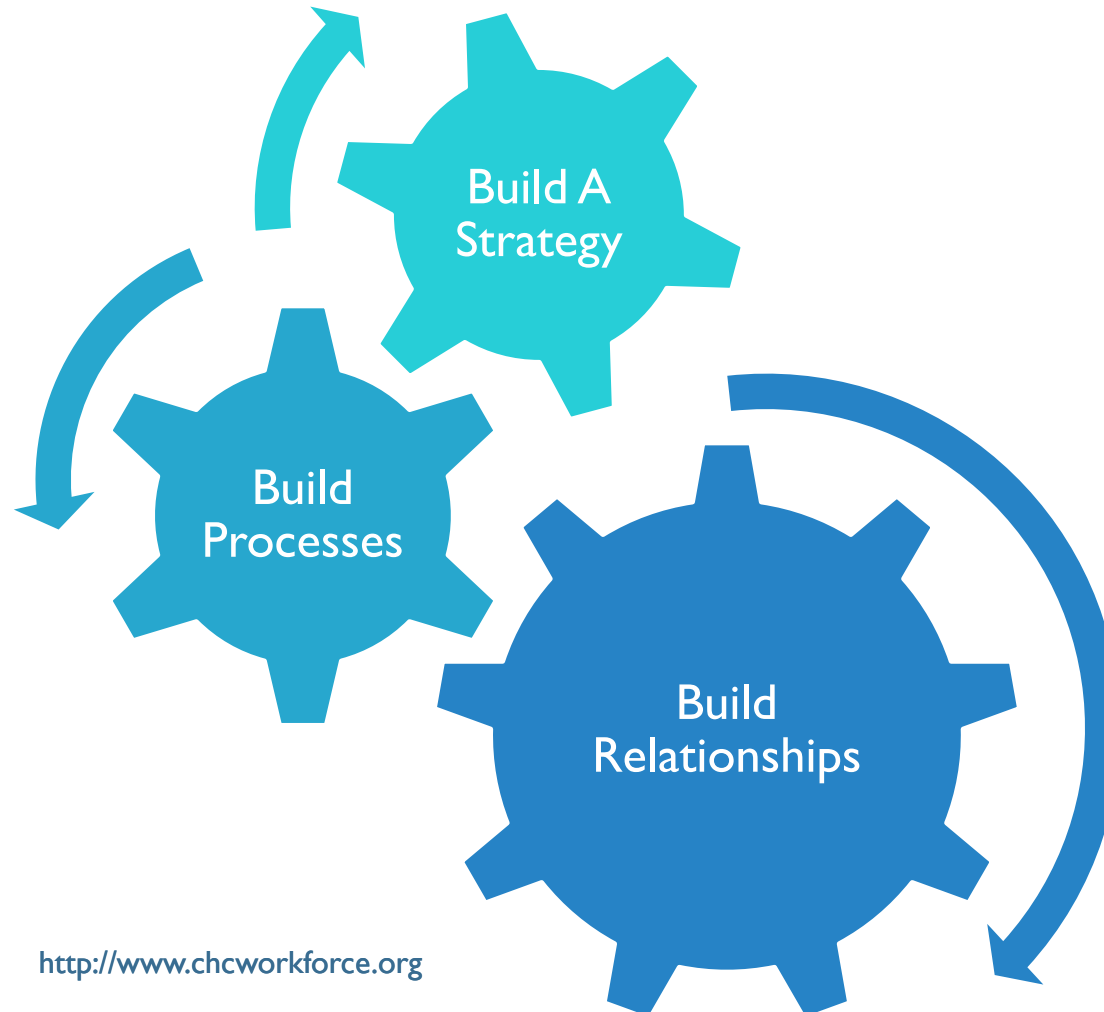 Build A
Strategy
Build
Processes
Build
Relationships
http://www.chcworkforce.org